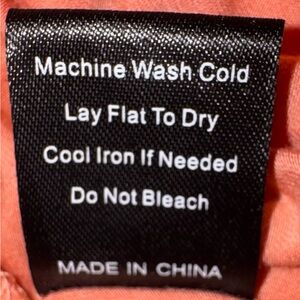 Machine Wash Cold
Lay Flat To Dry
Cool Iron If Needed
Do Not Bleach
MADE IN CHINA